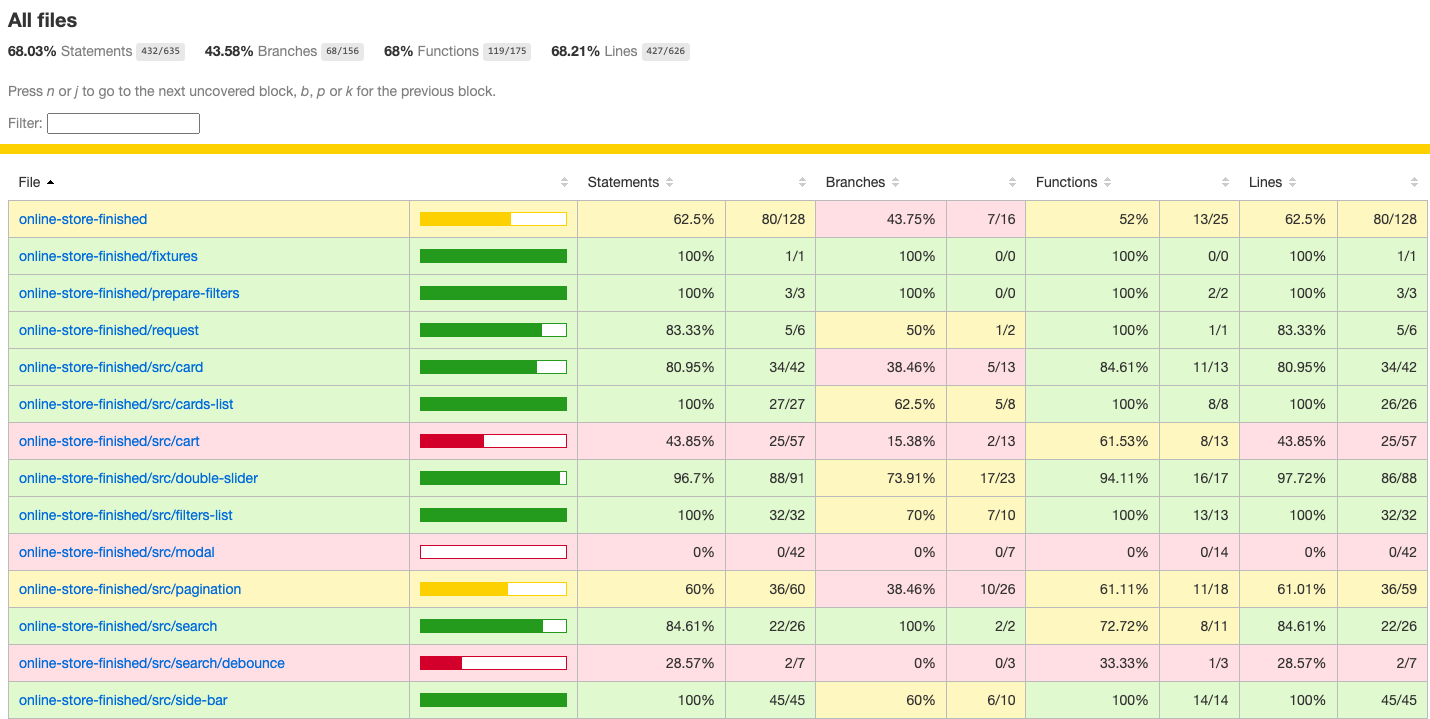 All files
68.03% Statements 432/635 43.58% Branches 68/156 68% Functions 119/175 68.21% Lines 427/626
Press n or j to go to the next uncovered block, b, p or k for the previous block.
Filter:
File Statements Branches Functions Lines
online-store-finished 62.5% 80/128 43.75% 7/16 52% 13/25 62.5% 80/128
online-store-finished/fixtures 100% 1/1 100% 0/0 100% 0/0 100% 1/1
online-store-finished/prepare-filters 100% 3/3 100% 0/0 100% 2/2 100% 3/3
online-store-finished/request 83.33% 5/6 50% 1/2 100% 1/1 83.33% 5/6
online-store-finished/src/card 80.95% 34/42 38.46% 5/13 84.61% 11/13 80.95% 34/42
online-store-finished/src/cards-list 100% 27/27 62.5% 5/8 100% 8/8 100% 26/26
online-store-finished/src/cart 43.85% 25/57 15.38% 2/13 61.53% 8/13 43.85% 25/57
online-store-finished/src/double-slider 96.7% 88/91 73.91% 17/23 94.11% 16/17 97.72% 86/88
online-store-finished/src/filters-list 100% 32/32 70% 7/10 100% 13/13 100% 32/32
online-store-finished/src/modal 0% 0/42 0% 0/7 0% 0/14 0% 0/42
online-store-finished/src/pagination 60% 36/60 38.46% 10/26 61.11% 11/18 61.01% 36/59
online-store-finished/src/search 84.61% 22/26 100% 2/2 72.72% 8/11 84.61% 22/26
online-store-finished/src/search/debounce 28.57% 2/7 0% 0/3 33.33% 1/3 28.57% 2/7
online-store-finished/src/side-bar 100% 45/45 60% 6/10 100% 14/14 100% 45/45